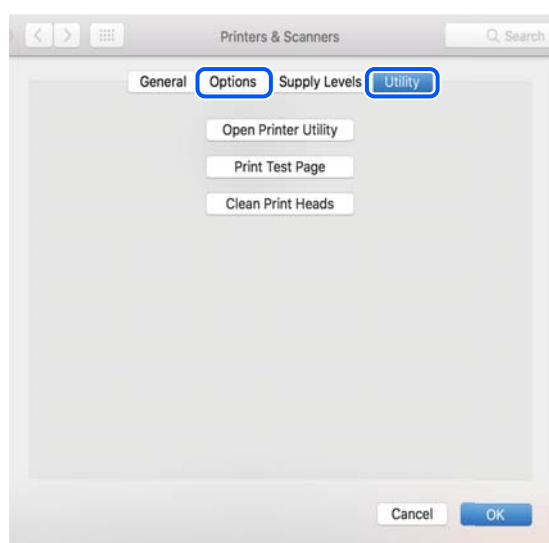 Printers & Scanners Search
General Options Supply Levels Utility
Open Printer Utility
Print Test Page
Clean Print Heads
Cancel OK